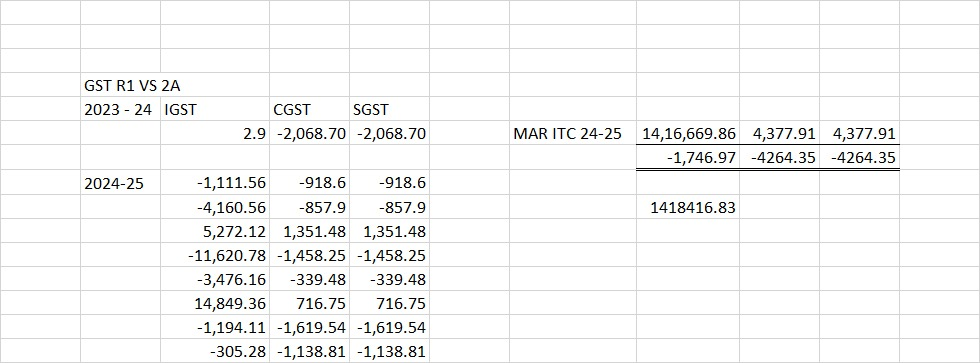 GST R1 VS 2A
2023 - 24 IGST CGST SGST
2.9 -2,068.70 -2,068.70 MAR ITC 24-25 14,16,669.86 4,377.91 4,377.91
-1,746.97 -4264.35 -4264.35
2024-25 -1,111.56 -918.6 -918.6
-4,160.56 -857.9 -857.9 1418416.83
5,272.12 1,351.48 1,351.48
-11,620.78 -1,458.25 -1,458.25
-3,476.16 -339.48 -339.48
14,849.36 716.75 716.75
-1,194.11 -1,619.54 -1,619.54
-305.28 -1,138.81 -1,138.81